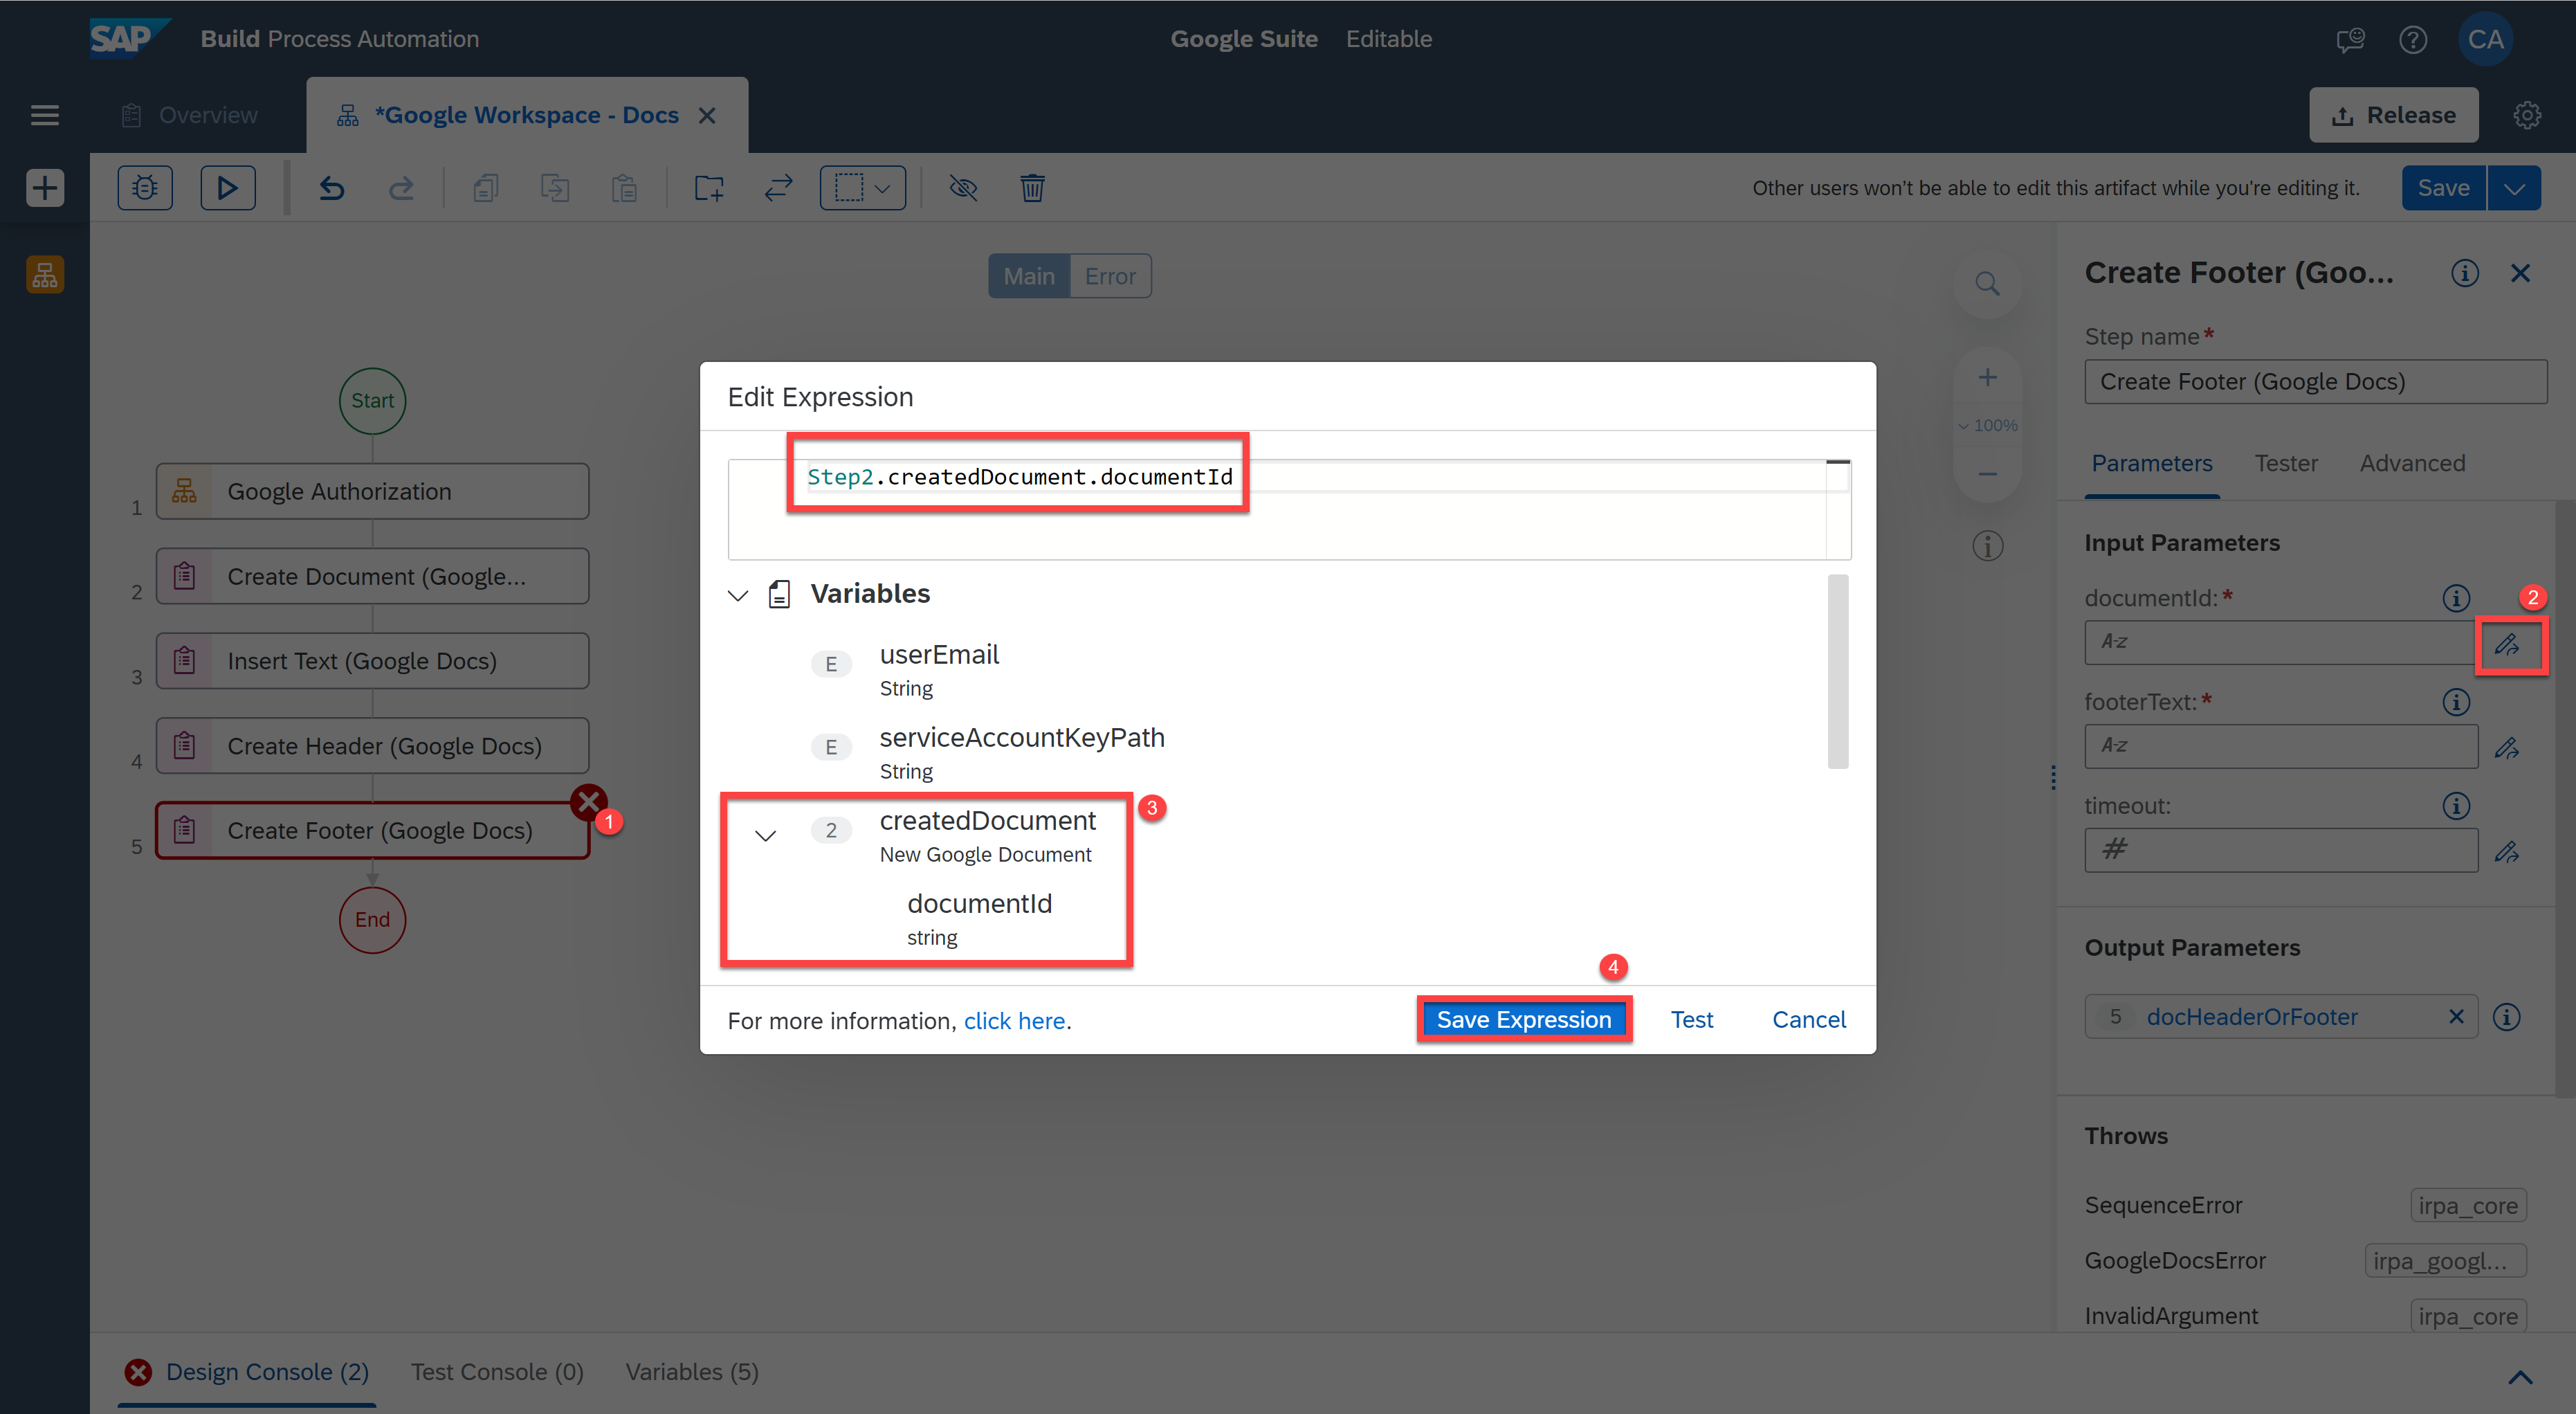 SAP Build Process Automation
Google Suite Editable
CA
Overview
*Google Workspace - Docs
Release
Other users won't be able to edit this artifact while you're editing it.
Save
Main
Error
Start
1
Google Authorization
2
Create Document (Google...
3
Insert Text (Google Docs)
4
Create Header (Google Docs)
5
Create Footer (Google Docs)
1
End
100%
Edit Expression
Step2.createdDocument.documentId
Variables
E
userEmail
String
E
serviceAccountKeyPath
String
2
createdDocument
New Google Document
3
documentId
string
4
For more information, click here.
Save Expression
Test
Cancel
Create Footer (Goo...
Step name*
Create Footer (Google Docs)
Parameters
Tester
Advanced
Input Parameters
documentId:*
2
A-z
footerText:*
A-z
timeout:
#
Output Parameters
5 docHeaderOrFooter
Throws
SequenceError irpa_core
GoogleDocsError irpa_googl...
InvalidArgument irpa_core
Design Console (2)
Test Console (0)
Variables (5)